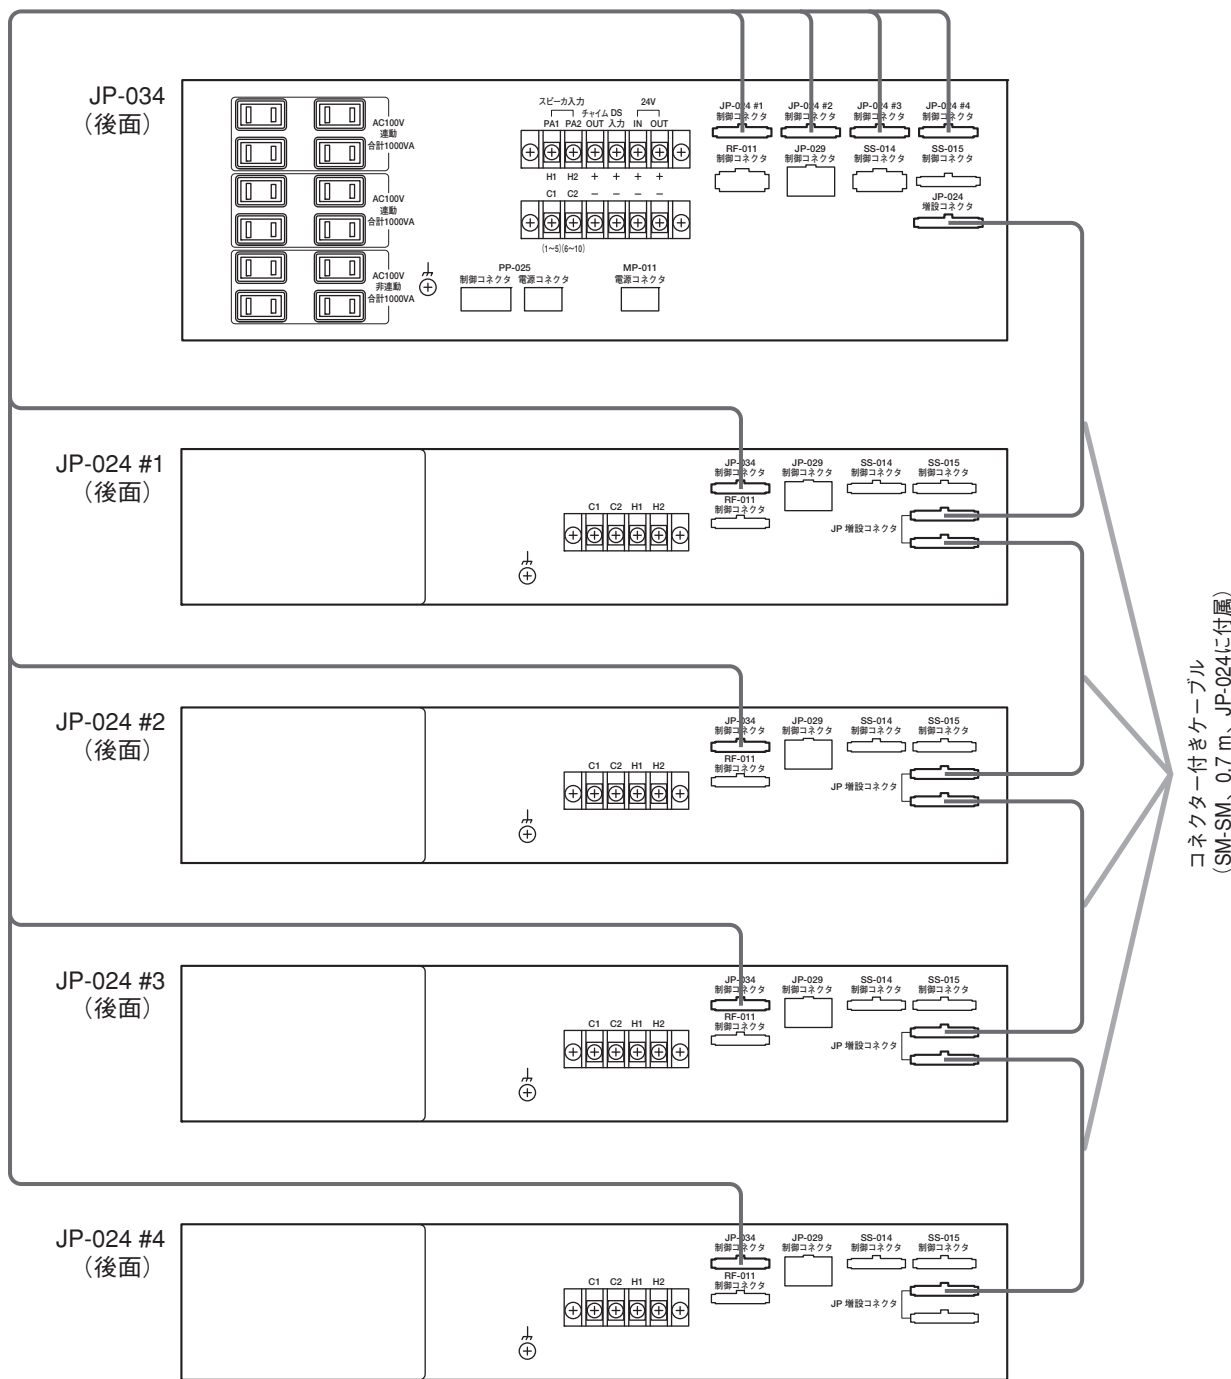 JP-034
（後面）
AC100V
連動
合計1000VA
AC100V
連動
合計1000VA
AC100V
非連動
合計1000VA
スピーカ入力
24V
チャイム DS
PA1 PA2 OUT 入力 IN OUT
H1 H2 + + + +
C1 C2 − − − −
(1~5)(6~10)
PP-025
制御コネクタ 電源コネクタ
MP-011
電源コネクタ
JP-024 #1
制御コネクタ
JP-024 #2
制御コネクタ
JP-024 #3
制御コネクタ
JP-024 #4
制御コネクタ
RF-011
制御コネクタ
JP-029
制御コネクタ
SS-014
制御コネクタ
SS-015
制御コネクタ
JP-024
増設コネクタ
JP-024 #1
（後面）
C1 C2 H1 H2
JP-034
制御コネクタ
JP-029
制御コネクタ
SS-014
制御コネクタ
SS-015
制御コネクタ
RF-011
制御コネクタ
JP 増設コネクタ
JP-024 #2
（後面）
C1 C2 H1 H2
JP-034
制御コネクタ
JP-029
制御コネクタ
SS-014
制御コネクタ
SS-015
制御コネクタ
RF-011
制御コネクタ
JP 増設コネクタ
JP-024 #3
（後面）
C1 C2 H1 H2
JP-034
制御コネクタ
JP-029
制御コネクタ
SS-014
制御コネクタ
SS-015
制御コネクタ
RF-011
制御コネクタ
JP 増設コネクタ
JP-024 #4
（後面）
C1 C2 H1 H2
JP-034
制御コネクタ
JP-029
制御コネクタ
SS-014
制御コネクタ
SS-015
制御コネクタ
RF-011
制御コネクタ
JP 増設コネクタ
コネクター付きケーブル
（SM-SM、0.7 m、JP-024に付属）